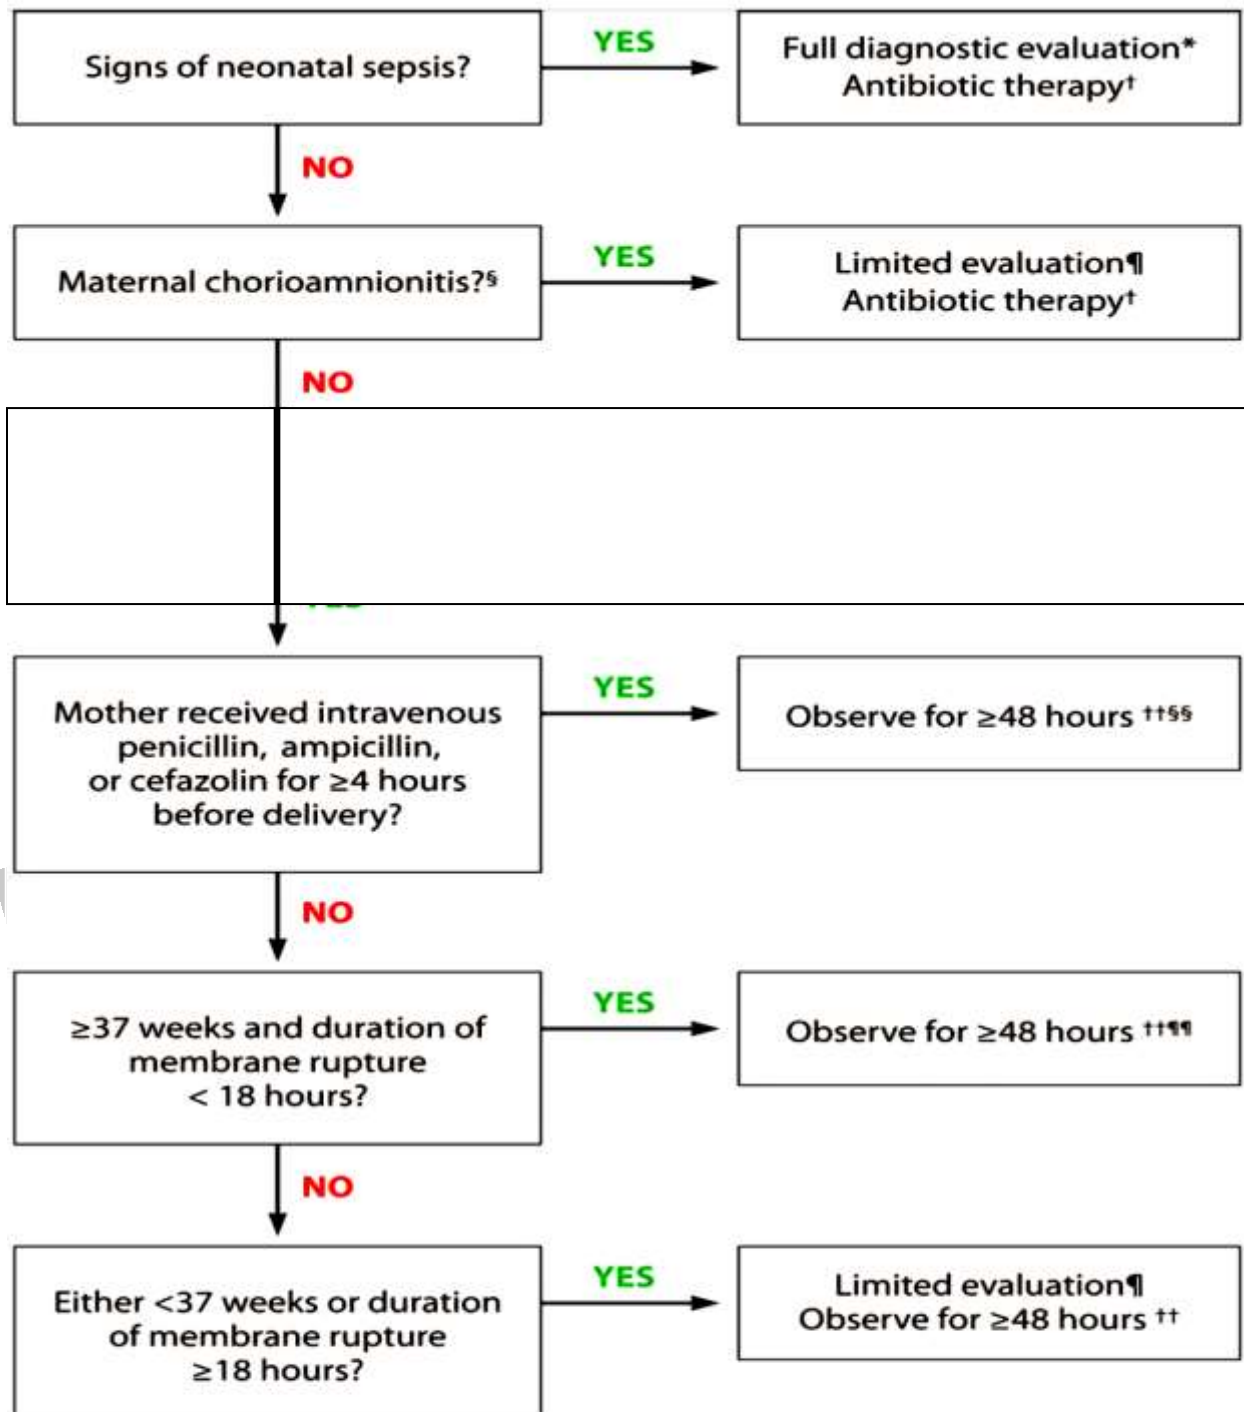 Signs of neonatal sepsis?
YES
Full diagnostic evaluation*
Antibiotic therapy†
NO
Maternal chorioamnionitis?§
YES
Limited evaluation¶
Antibiotic therapy†
NO
Mother received intravenous
penicillin, ampicillin,
or cefazolin for ≥4 hours
before delivery?
YES
Observe for ≥48 hours ††§§
NO
≥37 weeks and duration of
membrane rupture
< 18 hours?
YES
Observe for ≥48 hours ††¶¶
NO
Either <37 weeks or duration
of membrane rupture
≥18 hours?
YES
Limited evaluation¶
Observe for ≥48 hours ††